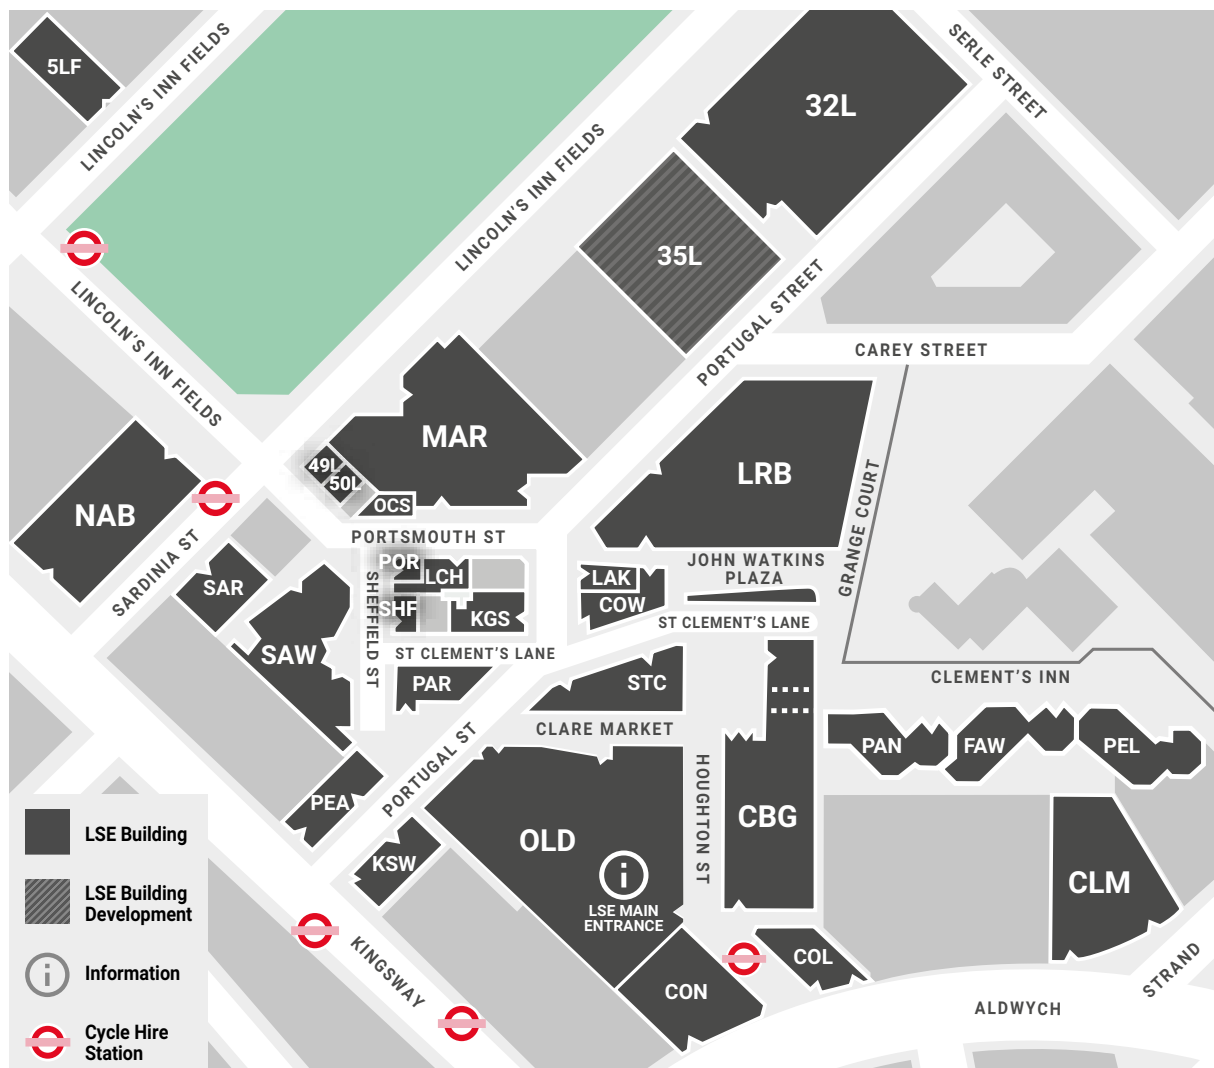 5LF
LINCOLN'S INN FIELDS
LINCOLN'S INN FIELDS
LINCOLN'S INN FIELDS
SERLE STREET
32L
35L
PORTUGAL STREET
CAREY STREET
MAR
49L
50L
OCS
NAB
SARDINIA ST
PORTSMOUTH ST
LRB
GRANGE COURT
JOHN WATKINS
PLAZA
POR
LCH
SHF
KGS
SHEFFIELD ST
LAK
COW
SAR
SAW
ST CLEMENT'S LANE
ST CLEMENT'S LANE
PAR
STC
CLEMENT'S INN
CLARE MARKET
PORTUGAL ST
PAN
FAW
PEL
PEA
KSW
OLD
HOUGHTON ST
CBG
CLM
LSE MAIN
ENTRANCE
CON
COL
KINGSWAY
ALDWYCH
STRAND
LSE Building
LSE Building
Development
Information
Cycle Hire
Station